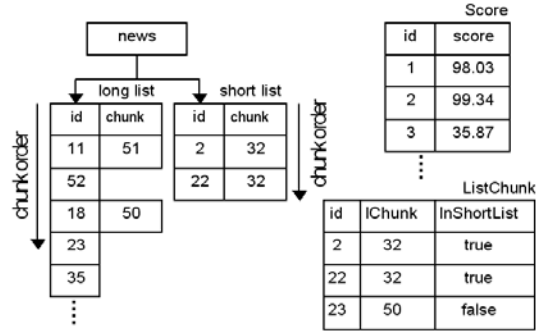 news
long list
id chunk
11 51
52
18 50
23
35
chunk order
short list
id chunk
2 32
22 32
chunk order
Score
id score
1 98.03
2 99.34
3 35.87
ListChunk
id lChunk InShortList
2 32 true
22 32 true
23 50 false